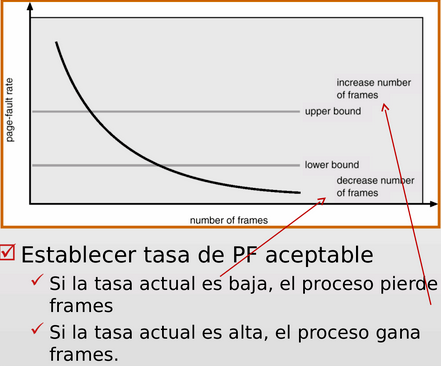 page-fault rate
increase number
of frames
upper bound
lower bound
decrease number
of frames
number of frames
Establecer tasa de PF aceptable
Si la tasa actual es baja, el proceso pierde
frames
Si la tasa actual es alta, el proceso gana
frames.